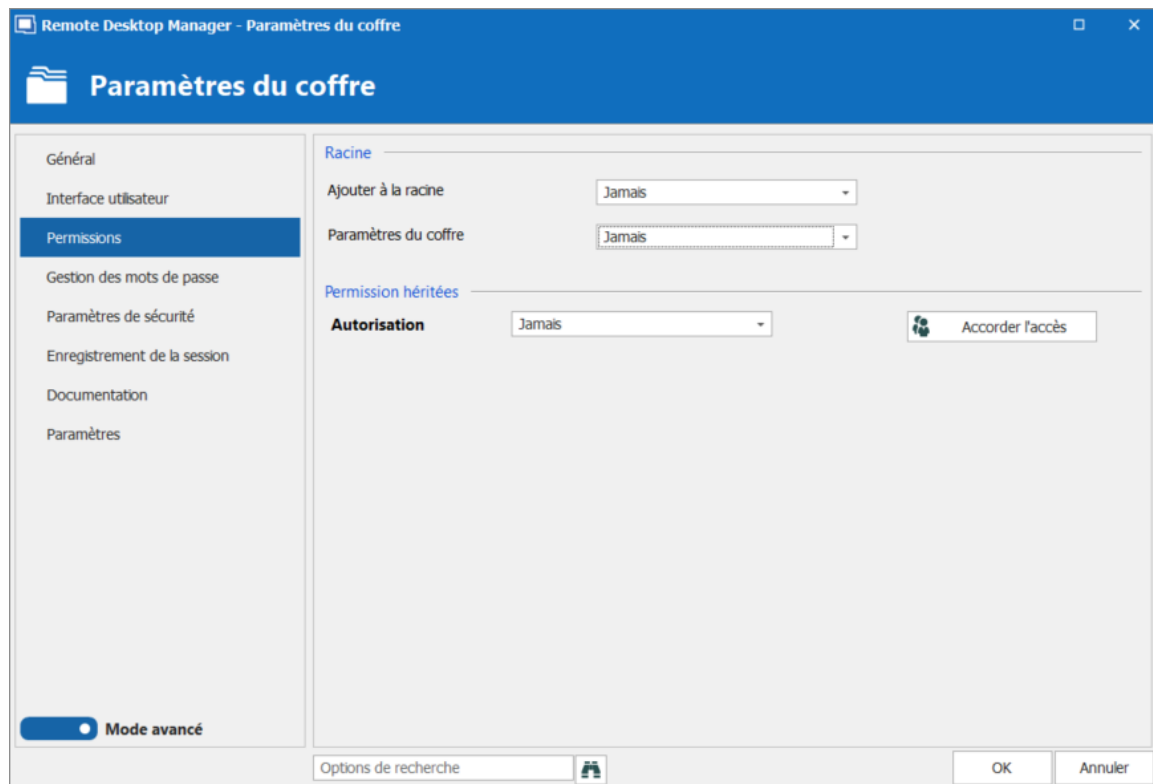 Remote Desktop Manager - Paramètres du coffre
Paramètres du coffre
Général
Interface utilisateur
Permissions
Gestion des mots de passe
Paramètres de sécurité
Enregistrement de la session
Documentation
Paramètres
Mode avancé
Racine
Ajouter à la racine Jamais
Paramètres du coffre Jamais
Permission héritées
Autorisation Jamais Accorder l'accès
Options de recherche OK Annuler